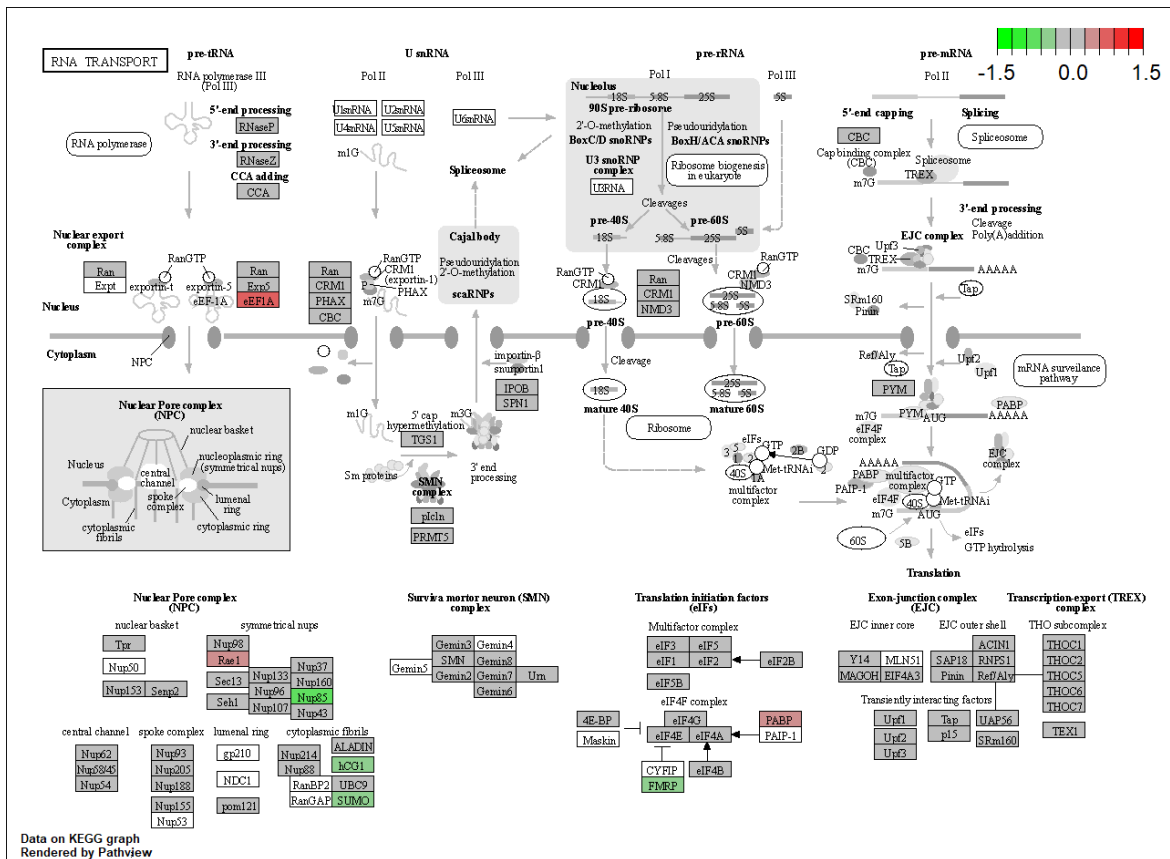 RNA TRANSPORT
pre-tRNA
RNA polymerase III
(Pol III)
5'-end processing
RNaseP
3'-end processing
RNaseZ
CCA adding
CCA
RNA polymerase
U snRNA
Pol II
Pol III
U1snRNA
U2snRNA
U4snRNA
U5snRNA
U6snRNA
m1G
Spliceosome
pre-rRNA
Pol I
Pol III
Nucleolus
18S
5.8S
25S
5S
90S pre-ribosome
2'-O-methylation
BoxC/D snoRNPs
Pseudouridylation
BoxH/ACA snoRNPs
U3 snoRNP
complex
U3RNA
Ribosome biogenesis
in eukaryote
Cleavages
pre-40S
pre-60S
18S
5.8S
25S
5S
Cleavages
pre-mRNA
Pol II
-1.5
0.0
1.5
5'-end capping
Splicing
CBC
Cap binding complex
(CBC)
Spliceosome
Spliceosome
TREX
m7G
3'-end processing
Cleavage
Poly(A)addition
EJC complex
CBC
Upf3
TREX
m7G
AAAAA
SRm160
Pinin
Tap
Nuclear export
complex
Ran
Expt
RanGTP
exportin-t
exportin-5
eEF-1A
Ran
Exp5
eEF1A
Ran
CRM1
PHAX
CBC
RanGTP
CRM1
(exportin-1)
P
PHAX
m7G
Cajal body
Pseudouridylation
2'-O-methylation
scaRNPs
RanGTP
CRM1
18S
Ran
CRM1
NMD3
RanGTP
CRM1
NMD3
25S
5.8S
5S
pre-40S
pre-60S
Nucleus
Cytoplasm
NPC
importin-β
snurportin1
IPOB
SPN1
Cleavage
18S
mature 40S
25S
5.8S
5S
mature 60S
Ribosome
Ref/Aly
Tap
Upf2
Upf1
mRNA surveilance
pathway
PYM
PYM
AUG
m7G
eIF4F
complex
PABP
AAAAA
Nuclear Pore complex
(NPC)
nuclear basket
Nucleus
nucleoplasmic ring
(symmetrical nups)
central
channel
spoke
complex
Cytoplasm
lumenal
ring
cytoplasmic
fibrils
cytoplasmic ring
m1G
5' cap
hypermethylation
TGS1
m3G
Sm proteins
3' end
processing
SMN
complex
pICln
PRMT5
eIFs
3
5
1
2
GTP
2B
GDP
2
40S
1A
Met-tRNAi
multifactor
complex
AAAAA
PABP
PAIP-1
multifactor
complex
GTP
eIF4F
40S
Met-tRNAi
m7G
AUG
EJC
complex
60S
5B
eIFs
GTP hydrolysis
Translation
Nuclear Pore complex
(NPC)
nuclear basket
Tpr
Nup50
Nup153
Senp2
symmetrical nups
Nup98
Rae1
Sec13
Seh1
Nup133
Nup96
Nup107
Nup37
Nup160
Nup85
Nup43
central channel
Nup62
Nup58/45
Nup54
spoke complex
Nup93
Nup205
Nup188
Nup155
Nup53
lumenal ring
gp210
NDC1
pom121
cytoplasmic fibrils
Nup214
Nup88
ALADIN
hCG1
RanBP2
UBC9
RanGAP
SUMO
Surviva mortor neuron (SMN)
complex
Gemin5
Gemin3
Gemin4
SMN
Gemin8
Gemin2
Gemin7
Gemin6
Unr
Translation initiation factors
(eIFs)
Multifactor complex
eIF3
eIF5
eIF1
eIF2
eIF2B
eIF5B
eIF4F complex
4E-BP
Maskin
eIF4G
eIF4E
eIF4A
PABP
PAIP-1
CYFIP
FMRP
eIF4B
Exon-junction complex
(EJC)
EJC inner core
Y14
MLN51
MAGOH
EIF4A3
EJC outer shell
ACIN1
SAP18
RNPS1
Pinin
Ref/Aly
Transiently interacting factors
Upf1
Upf2
Upf3
Tap
p15
UAP56
SRm160
Transcription-export (TREX)
complex
THO subcomplex
THOC1
THOC2
THOC5
THOC6
THOC7
TEX1
Data on KEGG graph
Rendered by Pathview